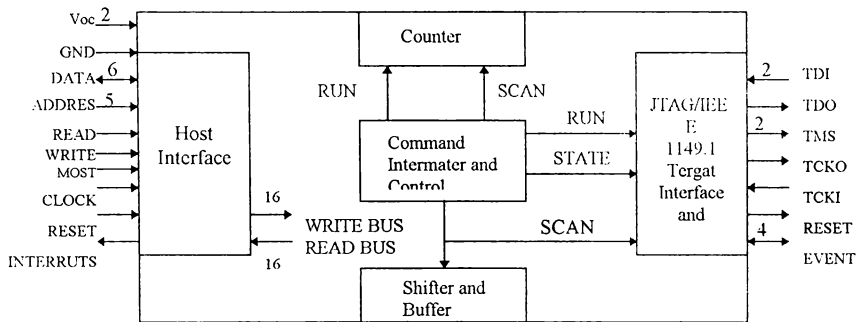 Voc 2
GND
DATA 6
ADDRES 5
READ
WRITE
MOST
CLOCK
RESET
INTERRUTS
Host
Interface
16
WRITE BUS
READ BUS
16
Counter
RUN
SCAN
Command
Intermater and
Control
RUN
STATE
SCAN
Shifter and
Buffer
JTAG/IEE
E
1149.1
Tergat
Interface
and
2 TDI
TDO
2 TMS
TCKO
TCKI
RESET
4 EVENT